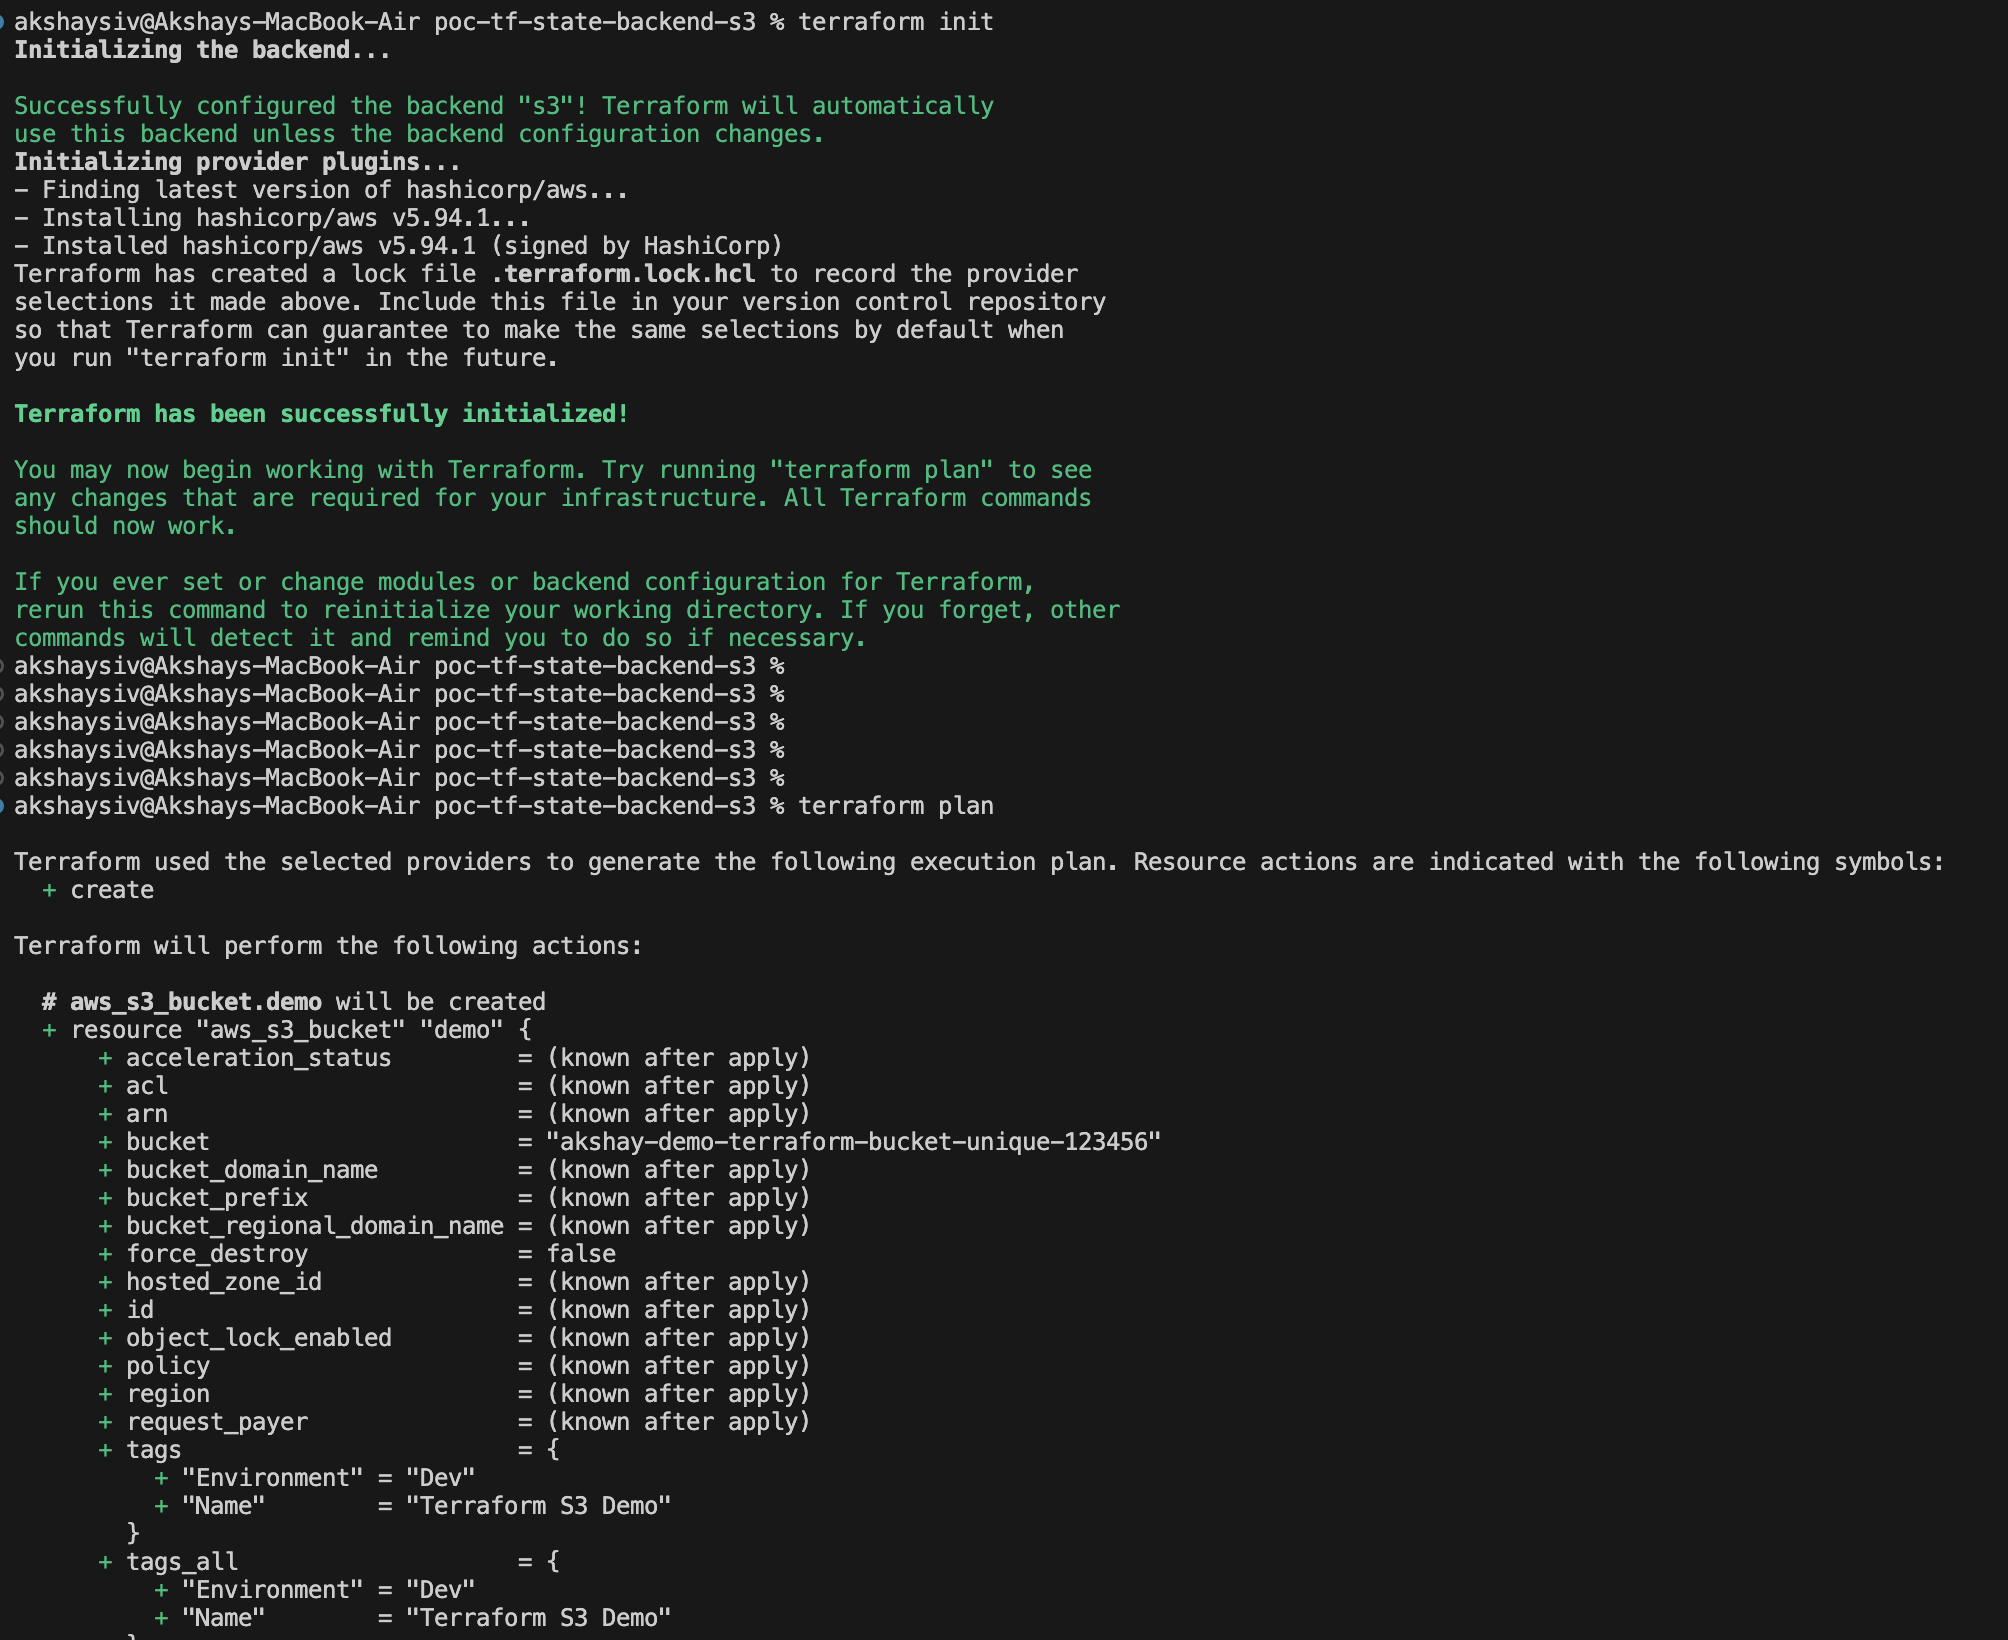 akshaysiv@Akshays-MacBook-Air poc-tf-state-backend-s3 % terraform init
Initializing the backend...
Successfully configured the backend "s3"! Terraform will automatically
use this backend unless the backend configuration changes.
Initializing provider plugins...
- Finding latest version of hashicorp/aws...
- Installing hashicorp/aws v5.94.1...
- Installed hashicorp/aws v5.94.1 (signed by HashiCorp)
Terraform has created a lock file .terraform.lock.hcl to record the provider
selections it made above. Include this file in your version control repository
so that Terraform can guarantee to make the same selections by default when
you run "terraform init" in the future.
Terraform has been successfully initialized!
You may now begin working with Terraform. Try running "terraform plan" to see
any changes that are required for your infrastructure. All Terraform commands
should now work.
If you ever set or change modules or backend configuration for Terraform,
rerun this command to reinitialize your working directory. If you forget, other
commands will detect it and remind you to do so if necessary.
akshaysiv@Akshays-MacBook-Air poc-tf-state-backend-s3 %
akshaysiv@Akshays-MacBook-Air poc-tf-state-backend-s3 %
akshaysiv@Akshays-MacBook-Air poc-tf-state-backend-s3 %
akshaysiv@Akshays-MacBook-Air poc-tf-state-backend-s3 %
akshaysiv@Akshays-MacBook-Air poc-tf-state-backend-s3 %
akshaysiv@Akshays-MacBook-Air poc-tf-state-backend-s3 % terraform plan
Terraform used the selected providers to generate the following execution plan. Resource actions are indicated with the following symbols:
  + create
Terraform will perform the following actions:
  # aws_s3_bucket.demo will be created
  + resource "aws_s3_bucket" "demo" {
      + acceleration_status         = (known after apply)
      + acl                         = (known after apply)
      + arn                         = (known after apply)
      + bucket                      = "akshay-demo-terraform-bucket-unique-123456"
      + bucket_domain_name          = (known after apply)
      + bucket_prefix               = (known after apply)
      + bucket_regional_domain_name = (known after apply)
      + force_destroy               = false
      + hosted_zone_id              = (known after apply)
      + id                          = (known after apply)
      + object_lock_enabled         = (known after apply)
      + policy                      = (known after apply)
      + region                      = (known after apply)
      + request_payer               = (known after apply)
      + tags                        = {
          + "Environment" = "Dev"
          + "Name"        = "Terraform S3 Demo"
        }
      + tags_all                    = {
          + "Environment" = "Dev"
          + "Name"        = "Terraform S3 Demo"
        }